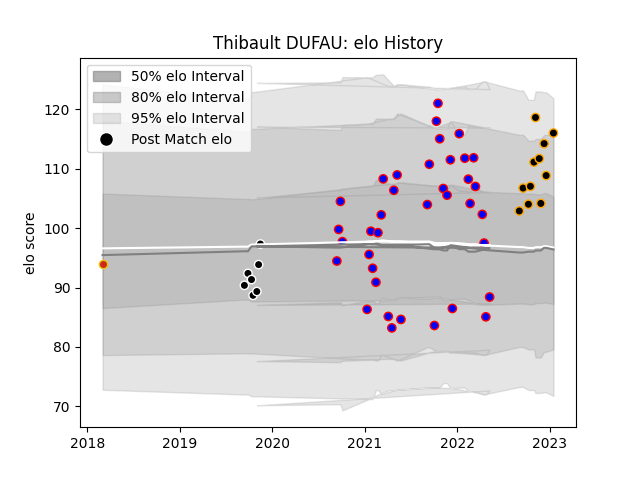 Thibault DUFAU: elo History
50% elo Interval
80% elo Interval
95% elo Interval
Post Match elo
elo score
120
110
100
90
80
70
2018 2019 2020 2021 2022 2023